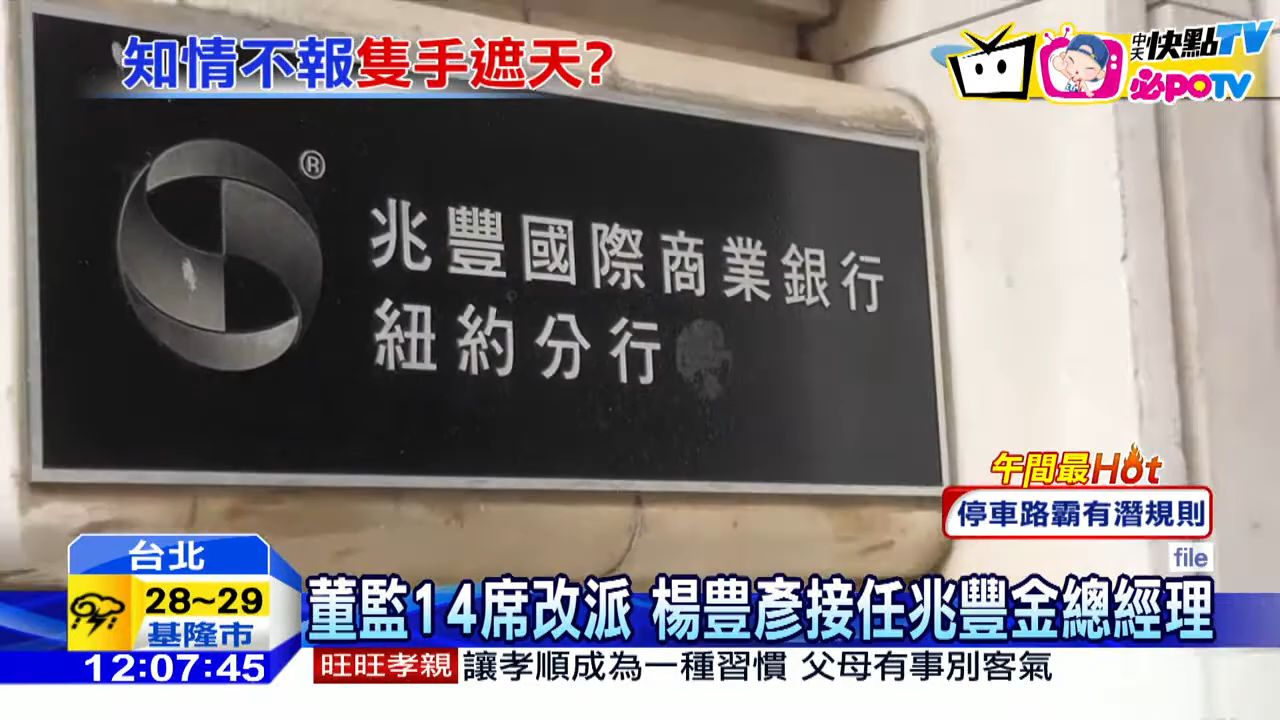 知情不報隻手遮天?
中天快點TV
必POTV
®
兆豐國際商業銀行
紐約分行
午間最Hot
停車路霸有潛規則
file
台北
28~29
基隆市
12:07:45
董監14席改派 楊豊彥接任兆豐金總經理
旺旺孝親 讓孝順成為一種習慣 父母有事別客氣